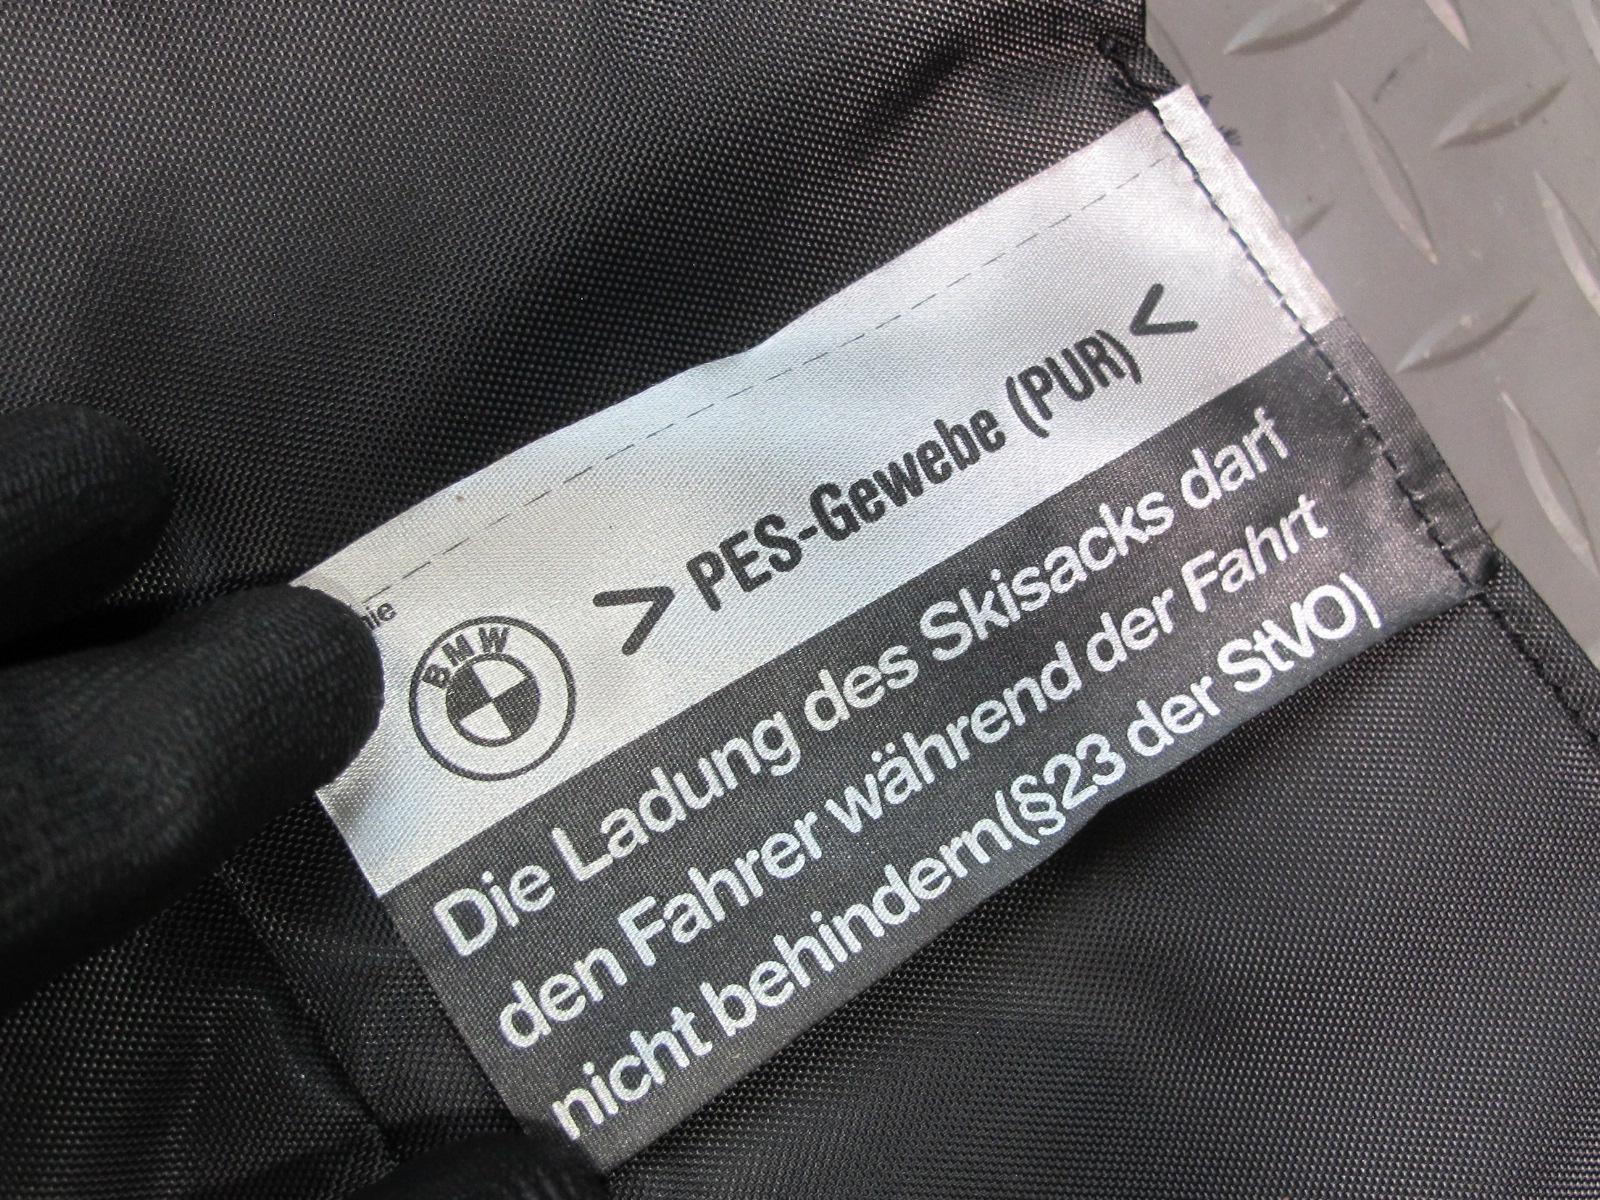 >PES-Gewebe (PUR)<
BMW
Die Ladung des Skisacks darf
den Fahrer während der Fahrt
nicht behindern(§23 der StVO)